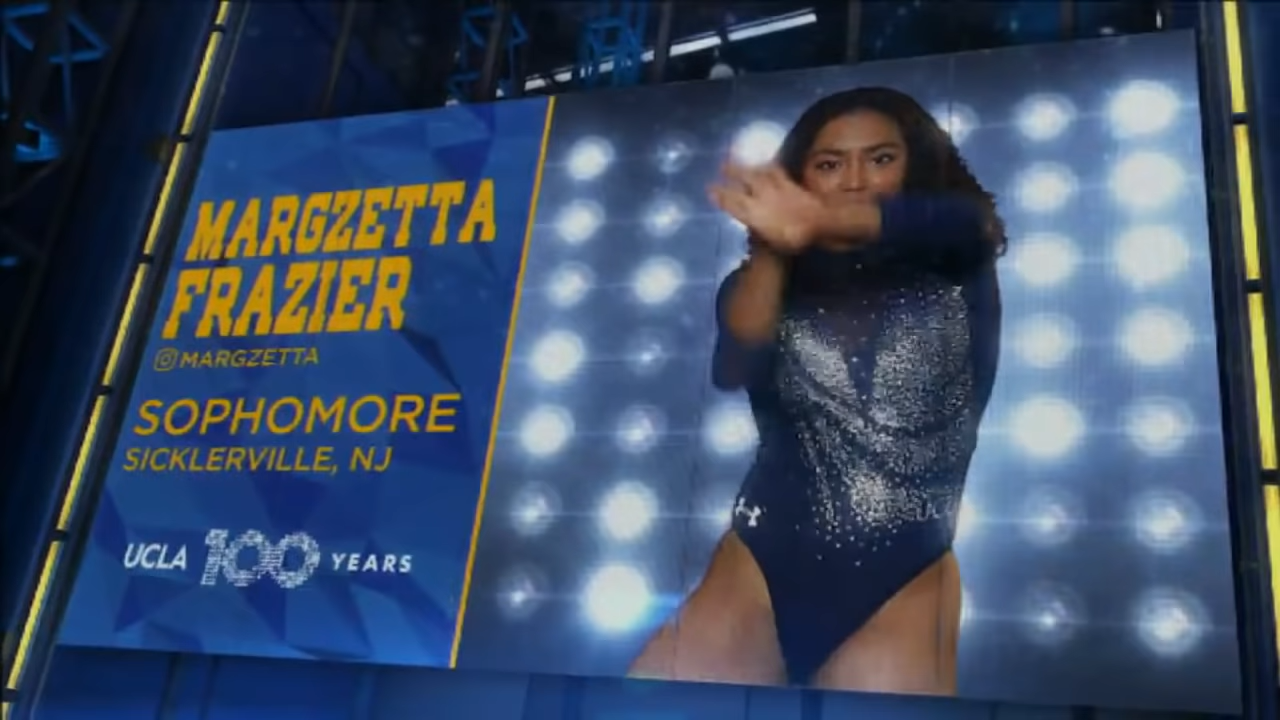 MARGZETTA
FRAZIER
MARGZETTA
SOPHOMORE
SICKLERVILLE, NJ
UCLA 100 YEARS